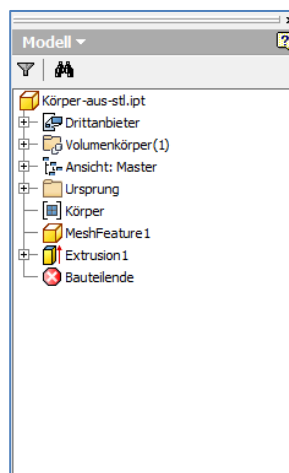 Modell
Körper-aus-stl.ipt
Drittanbieter
Volumenkörper(1)
Ansicht: Master
Ursprung
Körper
MeshFeature1
Extrusion1
Bauteilende